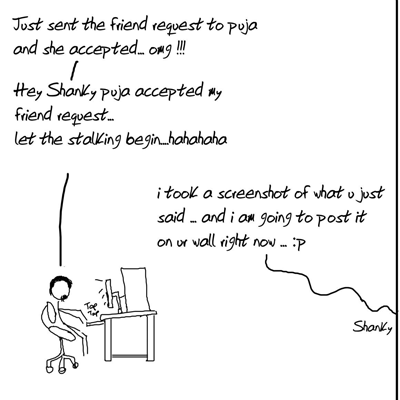 Just sent the friend request to puja
and she accepted... omg !!!
Hey Shanky puja accepted my
friend request...
let the stalking begin...hahahaha
i took a screenshot of what u just
said ... and i am going to post it
on ur wall right now ... :p
Tap
Tap
Shanky